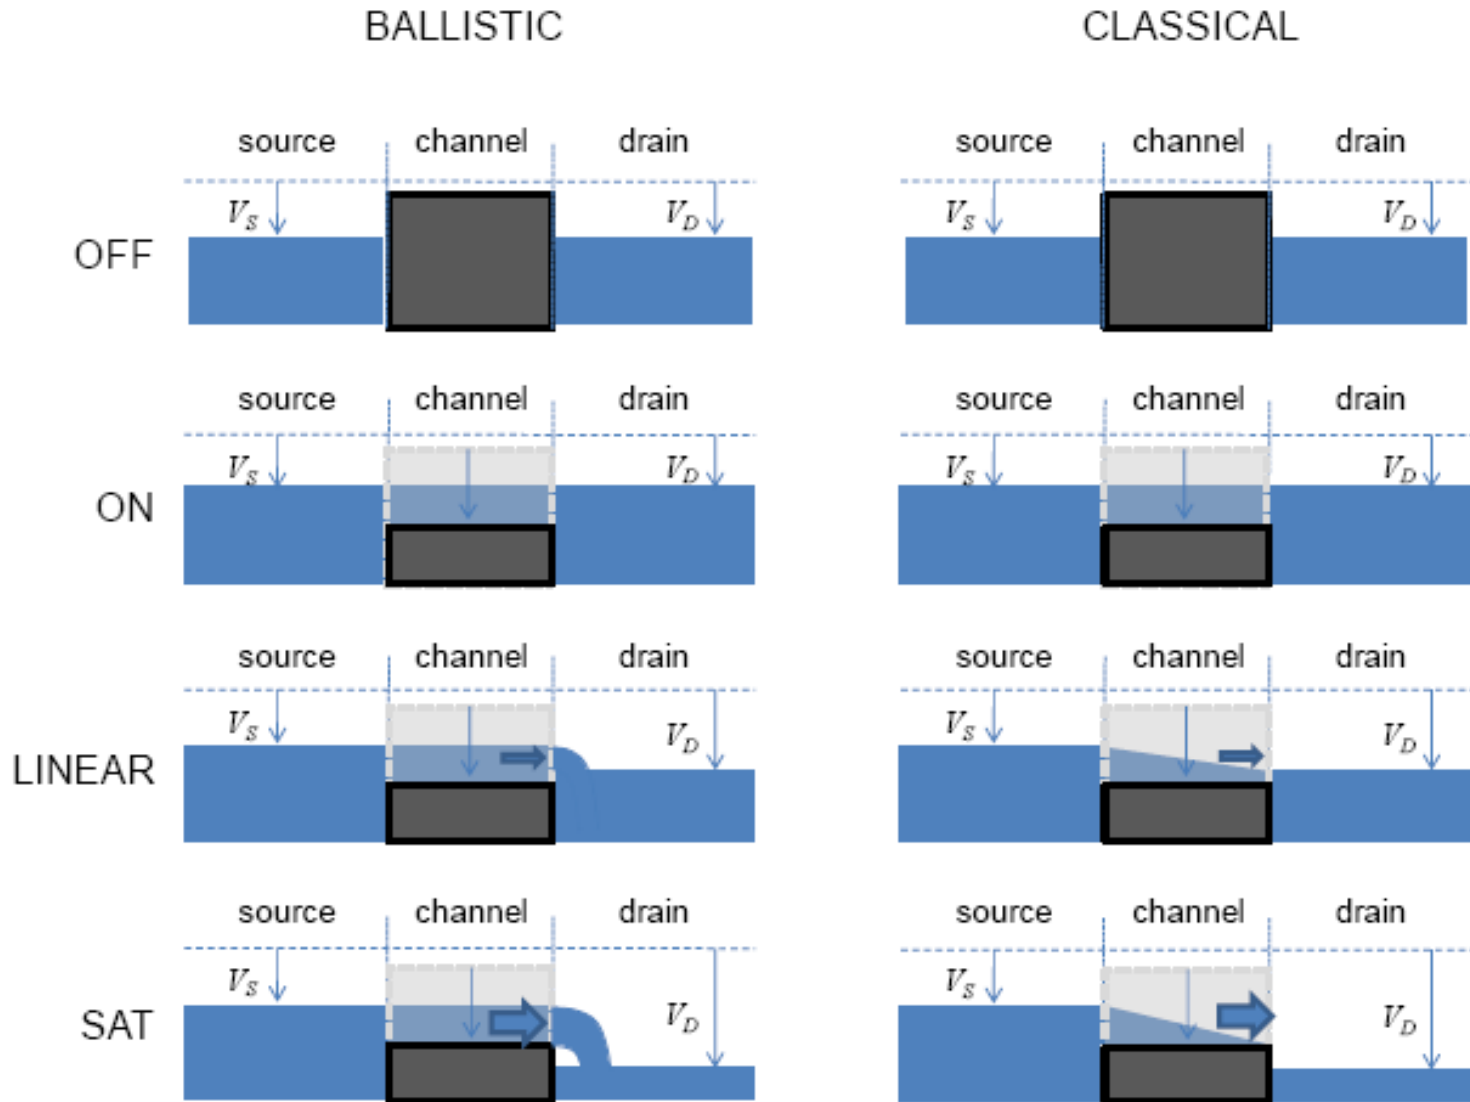 BALLISTIC CLASSICAL
source channel drain source channel drain
V_S V_D V_S V_D
OFF
source channel drain source channel drain
V_S V_D V_S V_D
ON
source channel drain source channel drain
V_S V_D V_S V_D
LINEAR
source channel drain source channel drain
V_S V_D V_S V_D
SAT